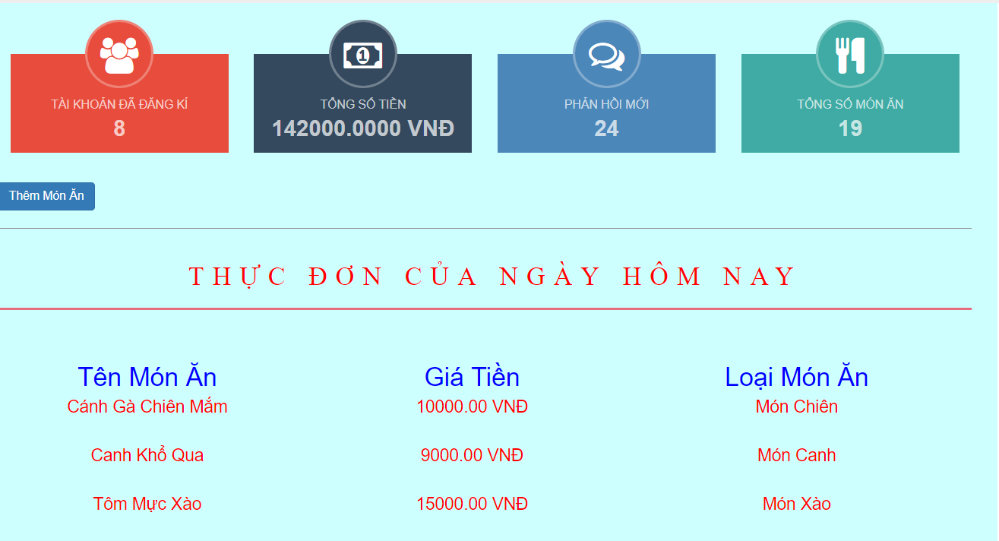 TÀI KHOẢN ĐÃ ĐĂNG KÍ
8
TỔNG SỐ TIỀN
142000.0000 VNĐ
PHẢN HỒI MỚI
24
TỔNG SỐ MÓN ĂN
19
Thêm Món Ăn
THỰC ĐƠN CỦA NGÀY HÔM NAY
Tên Món Ăn Giá Tiền Loại Món Ăn
Cánh Gà Chiên Mắm 10000.00 VNĐ Món Chiên
Canh Khổ Qua 9000.00 VNĐ Món Canh
Tôm Mực Xào 15000.00 VNĐ Món Xào